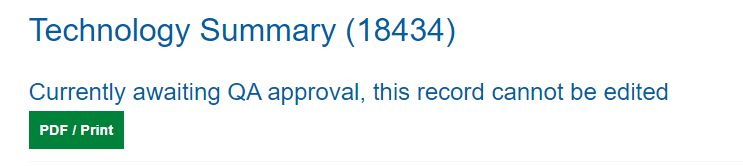 Technology Summary (18434)
Currently awaiting QA approval, this record cannot be edited
PDF / Print